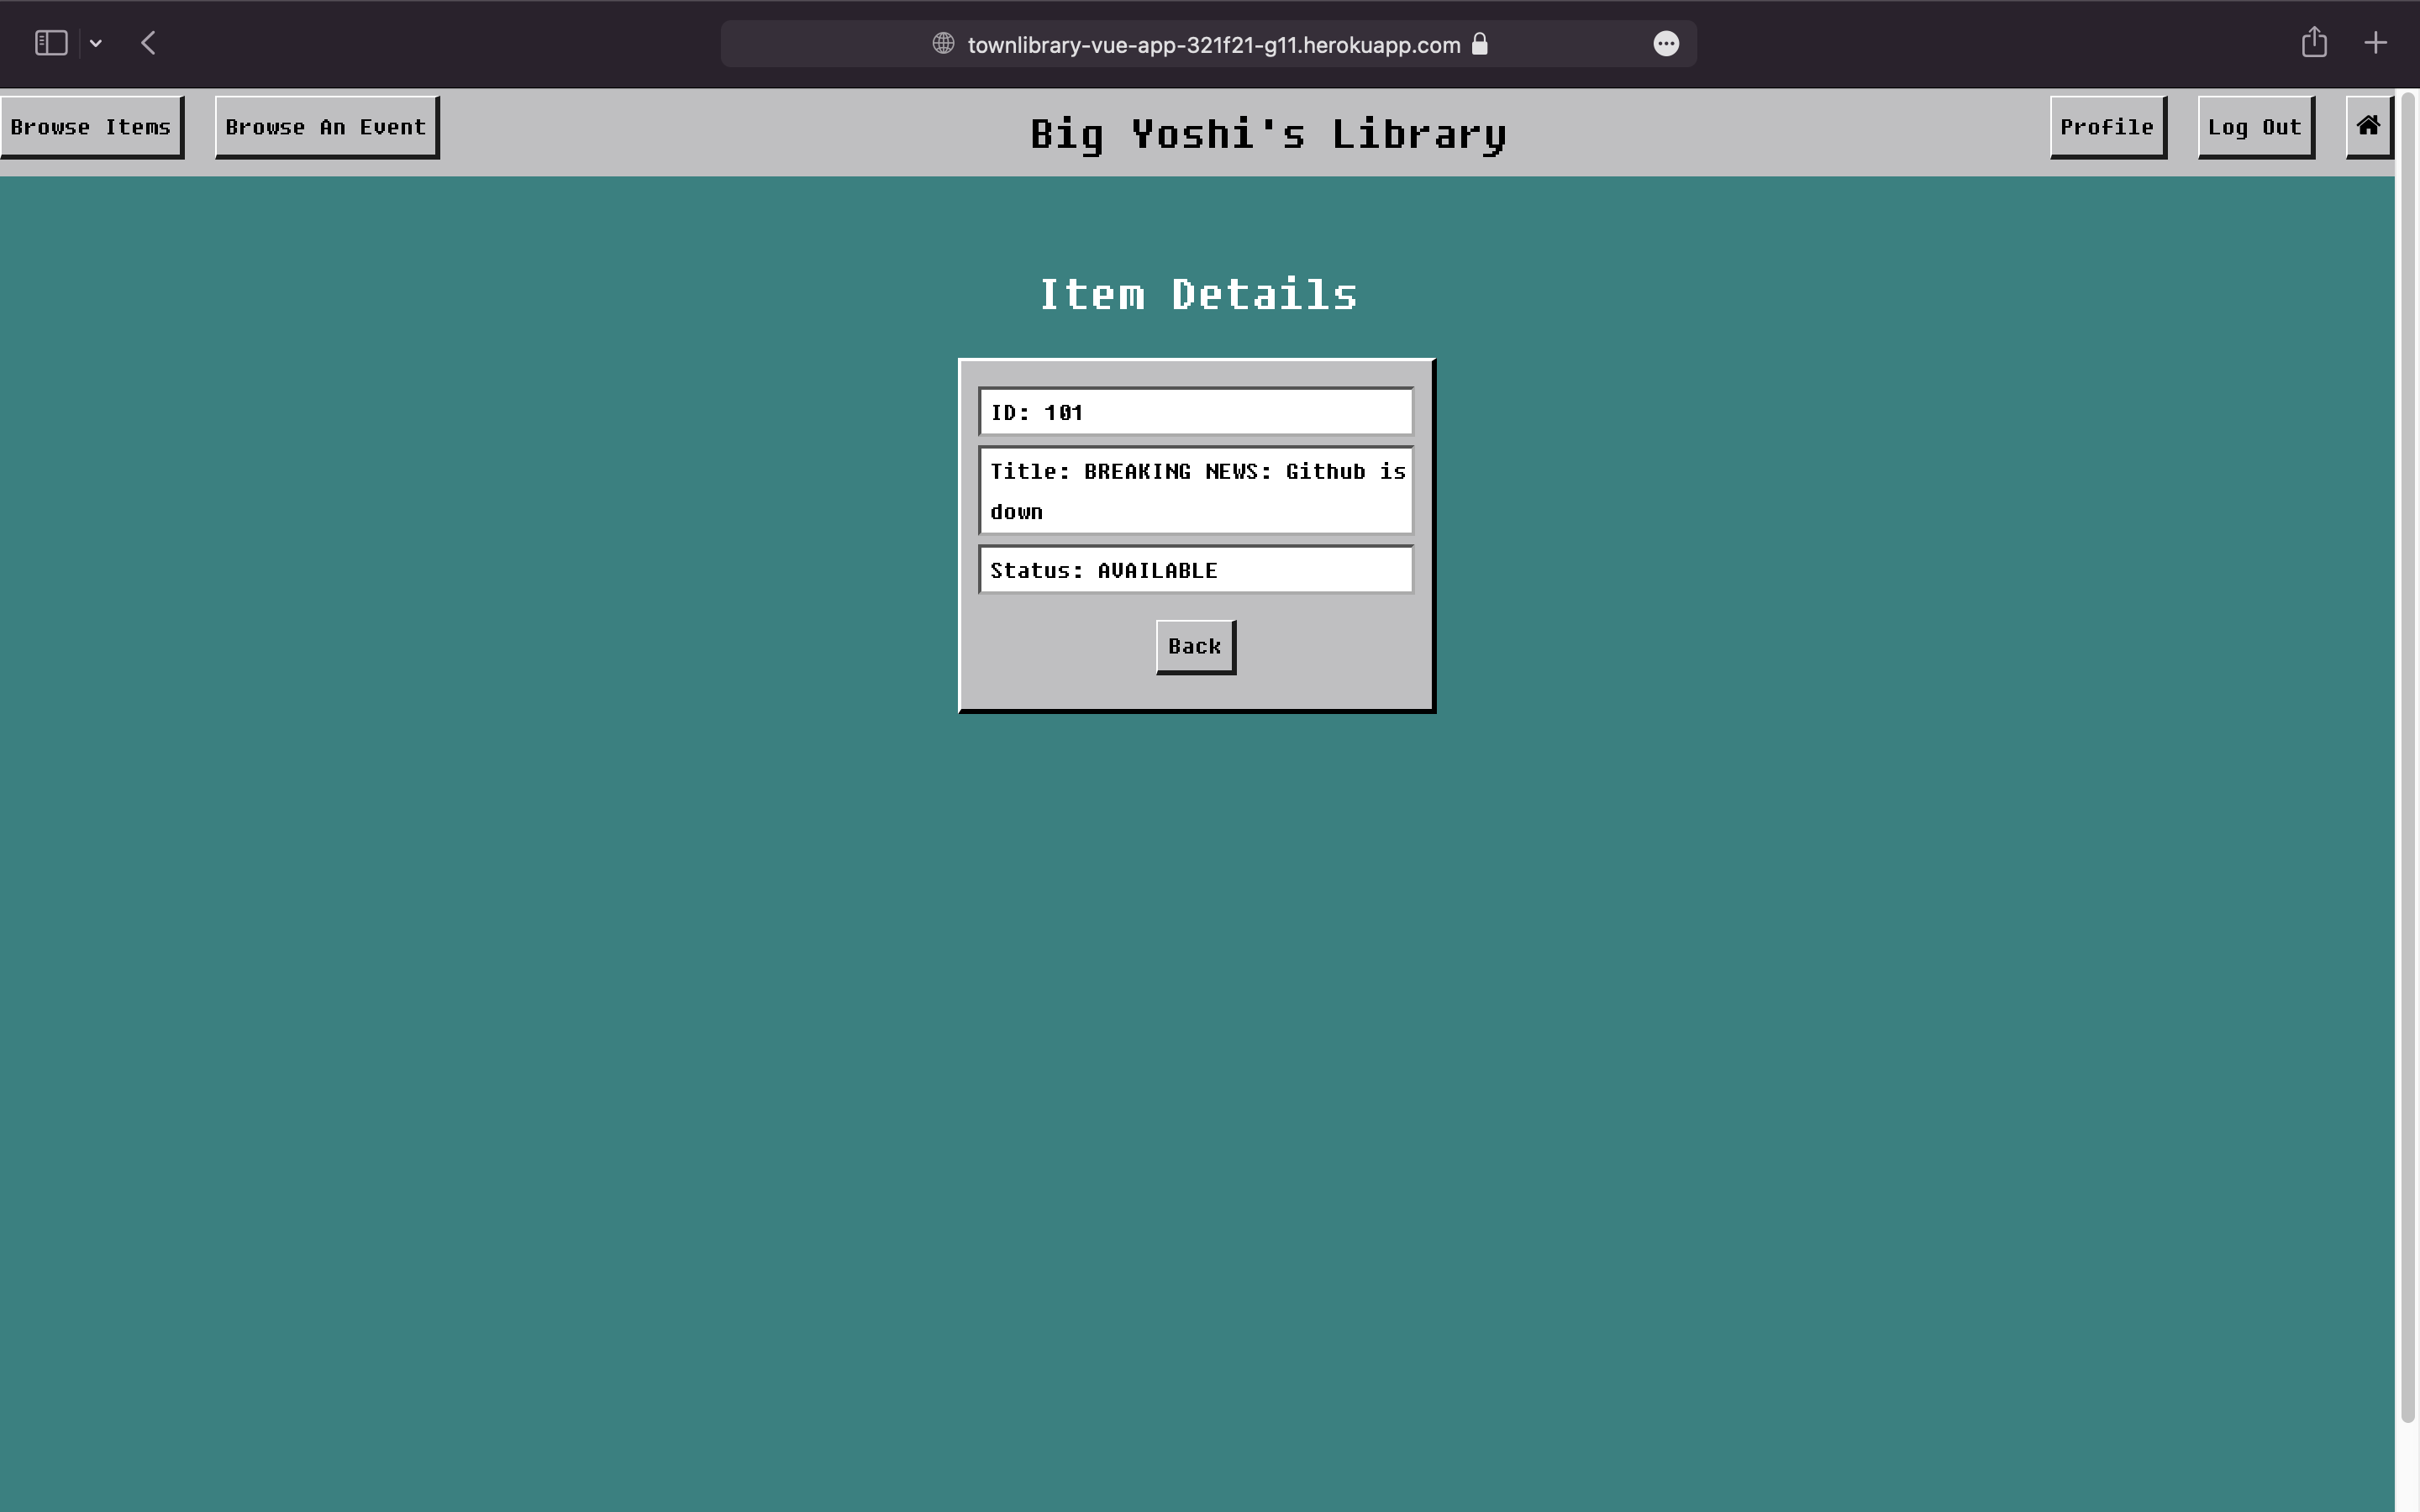 townlibrary-vue-app-321f21-g11.herokuapp.com
Browse Items
Browse An Event
Big Yoshi's Library
Profile
Log Out
Item Details
ID: 101
Title: BREAKING NEWS: Github is
down
Status: AVAILABLE
Back